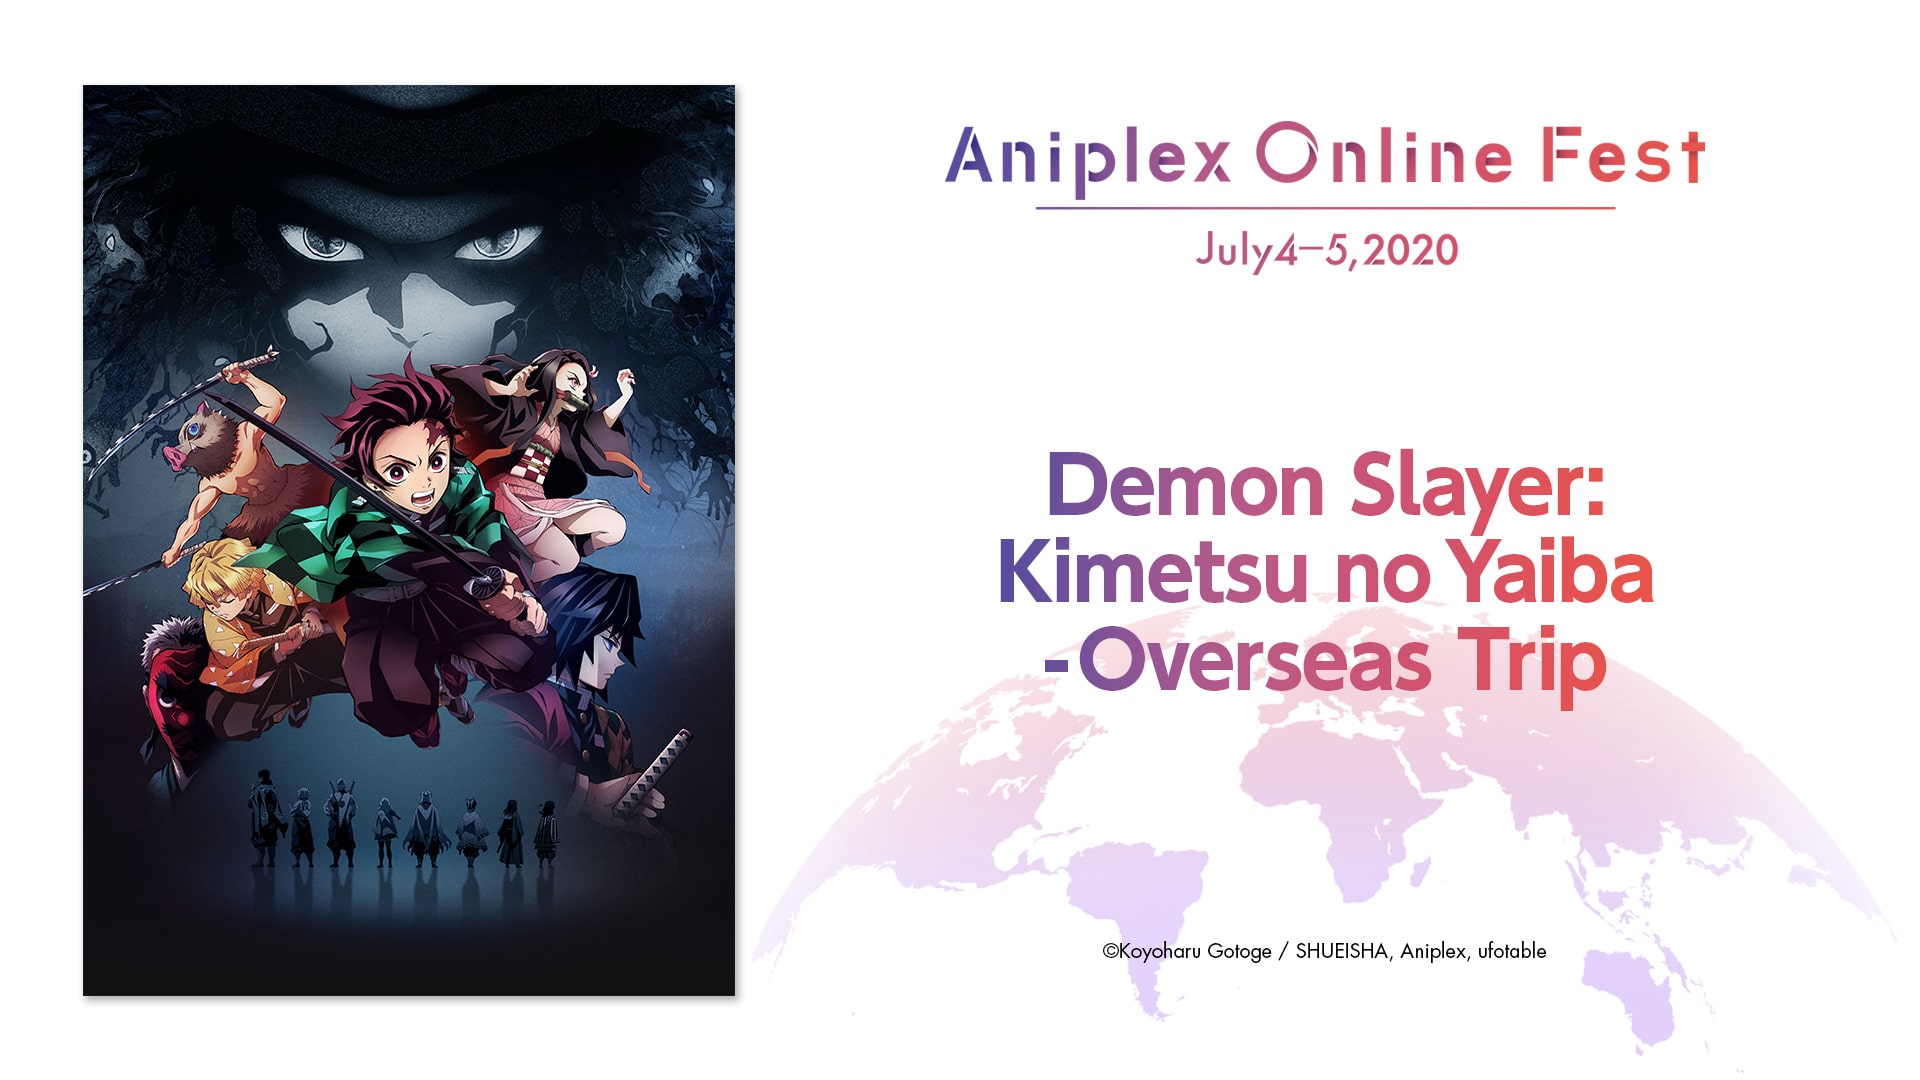 Aniplex Online Fest
July4–5,2020
Demon Slayer:
Kimetsu no Yaiba
-Overseas Trip
©Koyoharu Gotoge / SHUEISHA, Aniplex, ufotable